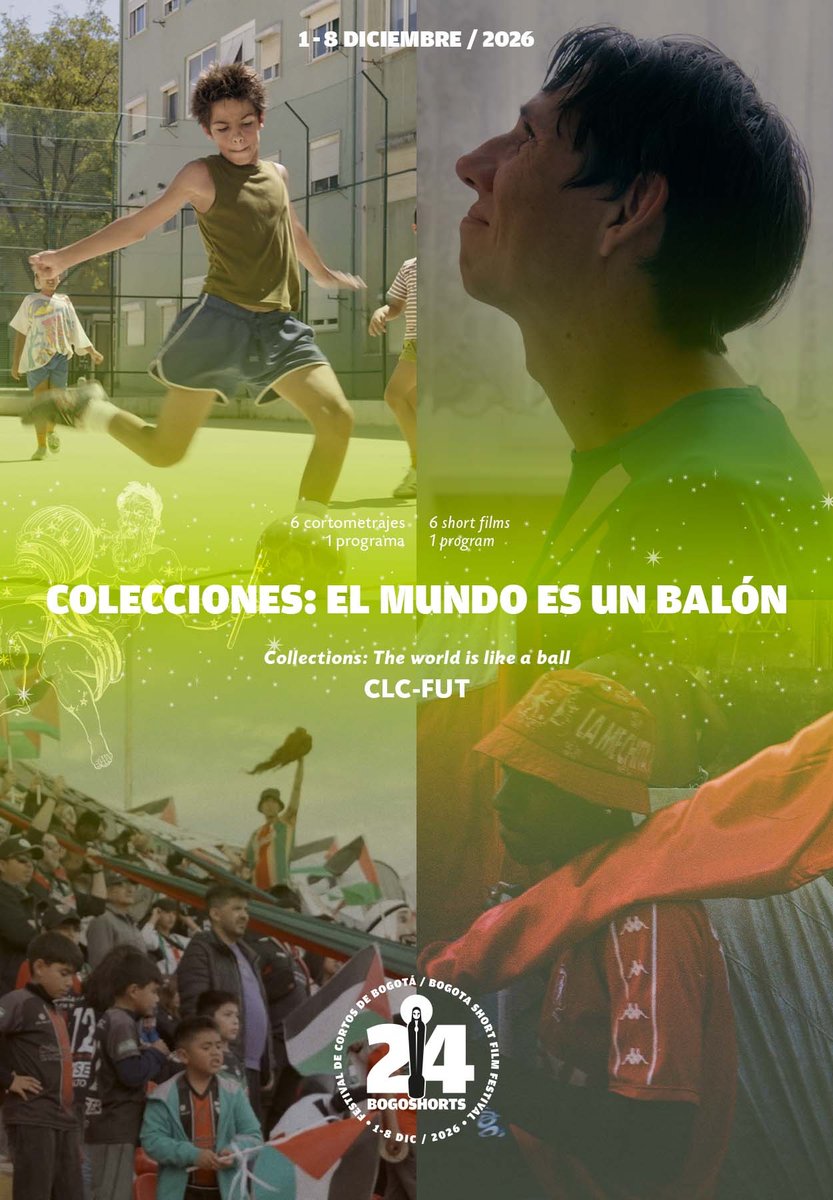 1 - 8 DICIEMBRE / 2026
6 cortometrajes
1 programa
6 short films
1 program
COLECCIONES: EL MUNDO ES UN BALÓN
Collections: The world is like a ball
CLC-FUT
LA MECH
12
FESTIVAL DE CORTOS DE BOGOTÁ / BOGOTA SHORT FILM FESTIVAL
24
BOGOSHORTS
• 1-8 DIC / 2026 •